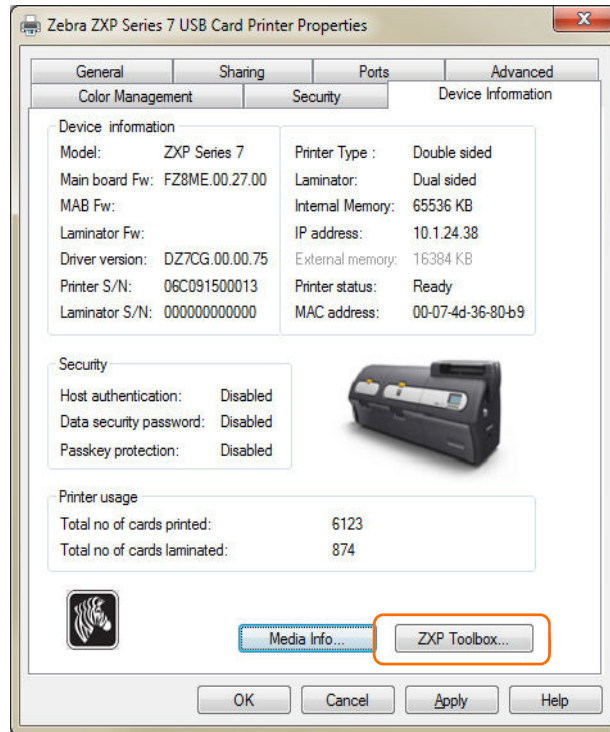 Zebra ZXP Series 7 USB Card Printer Properties
General Sharing Ports Advanced
Color Management Security Device Information
Device information
Model: ZXP Series 7
Main board Fw: FZ8ME.00.27.00
MAB Fw:
Laminator Fw:
Driver version: DZ7CG.00.00.75
Printer S/N: 06C091500013
Laminator S/N: 000000000000
Printer Type : Double sided
Laminator: Dual sided
Internal Memory: 65536 KB
IP address: 10.1.24.38
External memory: 16384 KB
Printer status: Ready
MAC address: 00-07-4d-36-80-b9
Security
Host authentication: Disabled
Data security password: Disabled
Passkey protection: Disabled
Printer usage
Total no of cards printed: 6123
Total no of cards laminated: 874
Media Info... ZXP Toolbox...
OK Cancel Apply Help